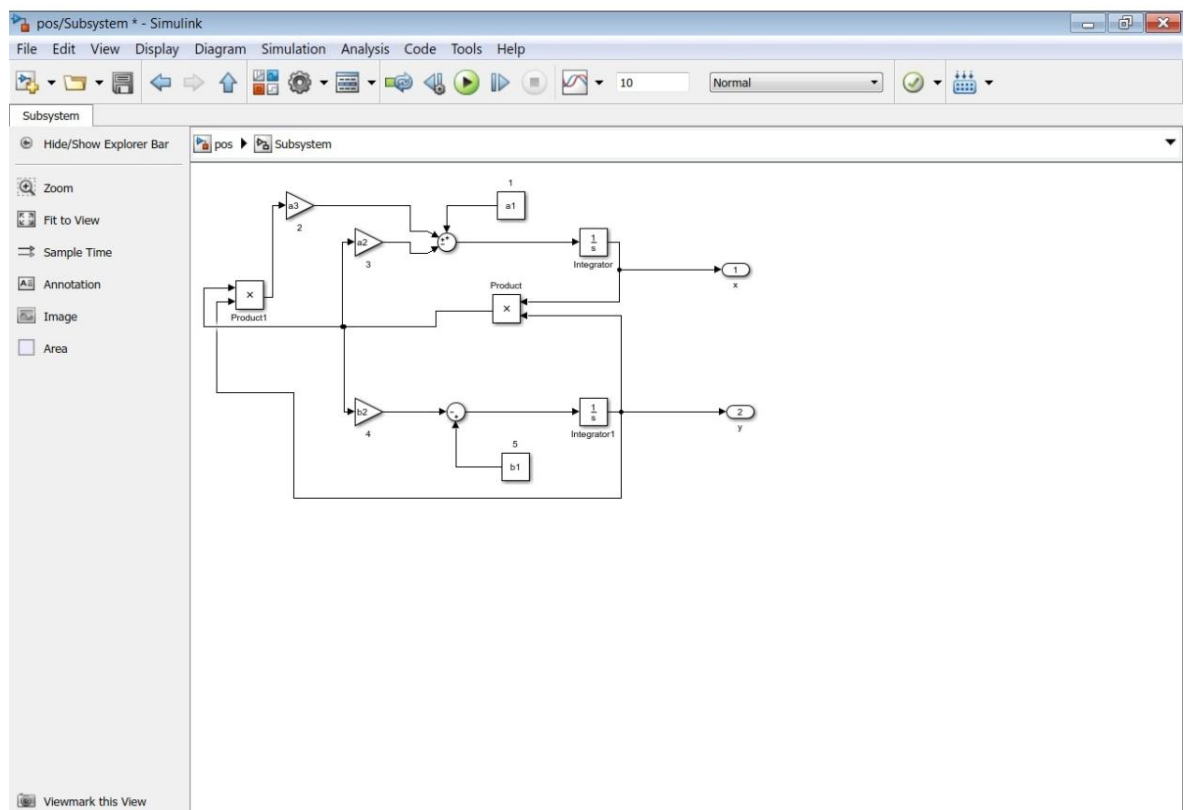 pos/Subsystem * - Simulink
File Edit View Display Diagram Simulation Analysis Code Tools Help
10 Normal
Subsystem
Hide/Show Explorer Bar
pos Subsystem
Zoom
Fit to View
Sample Time
Annotation
Image
Area
1
a1
a3
2
a2
3
1
s
Integrator
1
x
Product
×
×
Product1
b2
4
1
s
Integrator1
2
y
5
b1
Viewmark this View